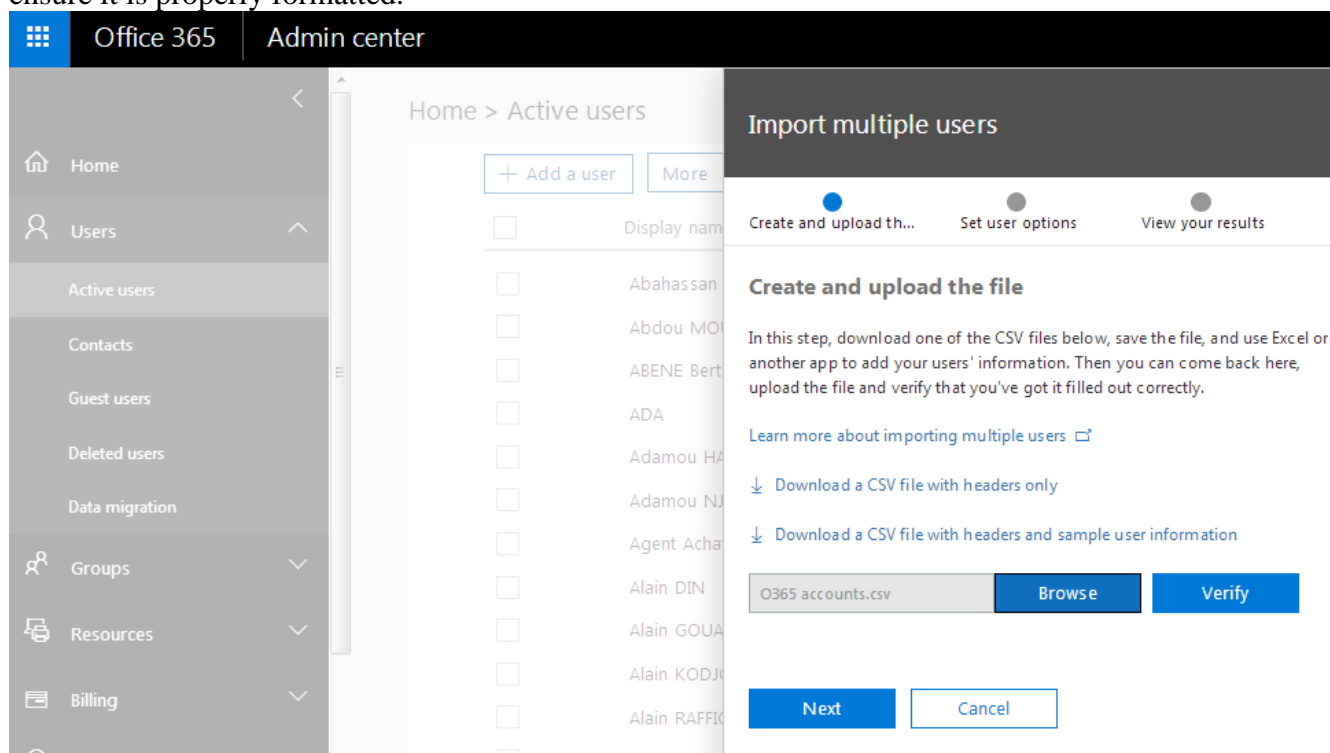 ensure it is properly formatted.
Office 365 Admin center
Home > Active users
Import multiple users
Home
+ Add a user More
Users
Display nam
Create and upload th... Set user options View your results
Active users
Abahassan
Create and upload the file
Abdou MOU
In this step, download one of the CSV files below, save the file, and use Excel or
Contacts
another app to add your users' information. Then you can come back here,
ABENE Bert
upload the file and verify that you've got it filled out correctly.
Guest users
ADA
Learn more about importing multiple users
Deleted users
Adamou HA
Download a CSV file with headers only
Data migration
Adamou NJ
Download a CSV file with headers and sample user information
Agent Acha
Groups
Alain DIN
O365 accounts.csv Browse Verify
Resources
Alain GOUA
Alain KODJO
Billing
Next Cancel
Alain RAFFIC